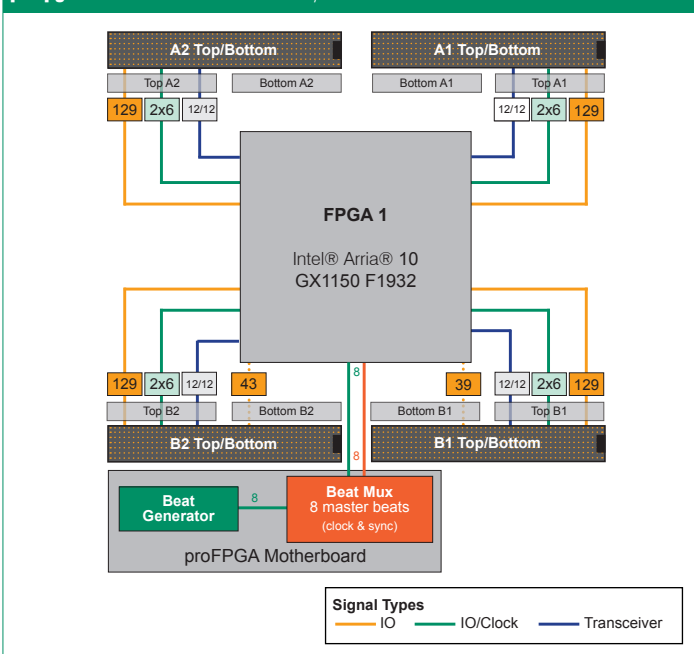 A2 Top/Bottom
A1 Top/Bottom
Top A2
Bottom A2
Bottom A1
Top A1
129
2x6
12/12
12/12
2x6
129
FPGA 1
Intel® Arria® 10
GX1150 F1932
129
2x6
12/12
43
8
39
12/12
2x6
129
Top B2
Bottom B2
Bottom B1
Top B1
B2 Top/Bottom
8
B1 Top/Bottom
Beat
Generator
8
Beat Mux
8 master beats
(clock & sync)
proFPGA Motherboard
Signal Types
IO
IO/Clock
Transceiver